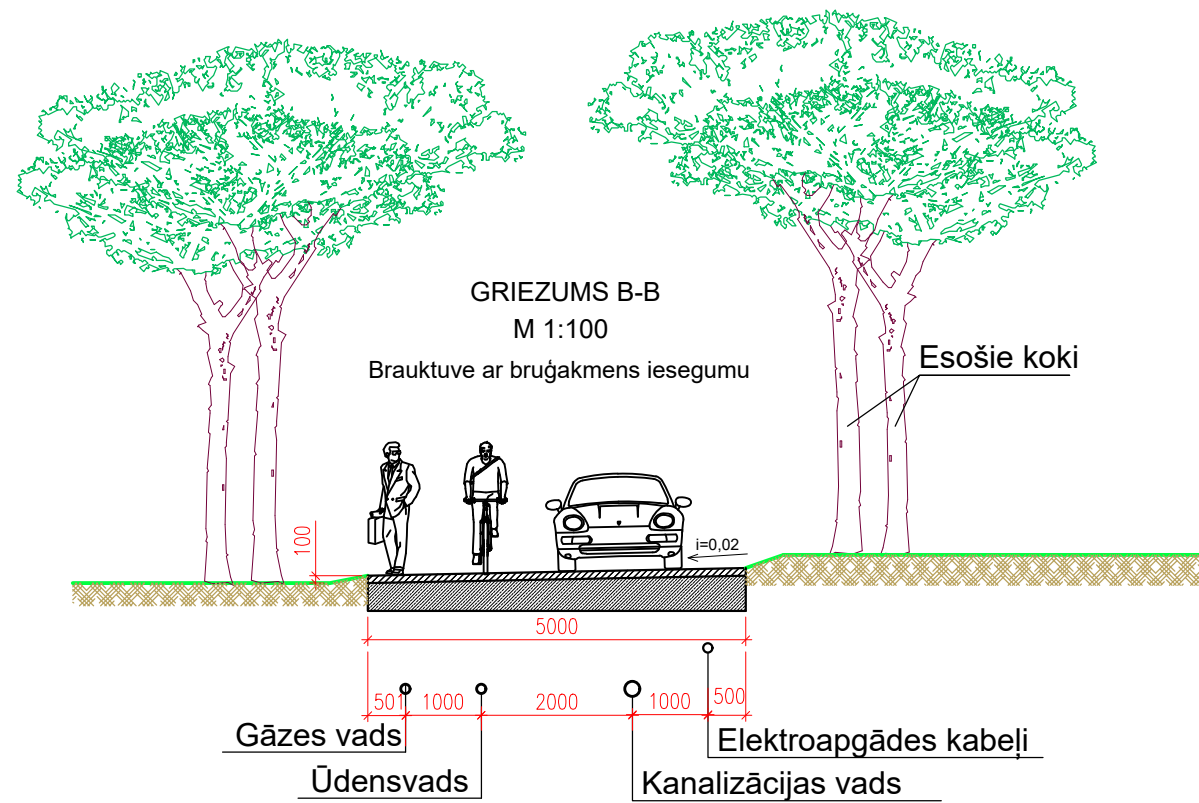 GRIEZUMS B-B
M 1:100
Brauktuve ar bruģakmens iesegumu
Esošie koki
100
i=0,02
5000
501 1000 2000 1000 500
Gāzes vads
Elektroapgādes kabeļi
Ūdensvads
Kanalizācijas vads